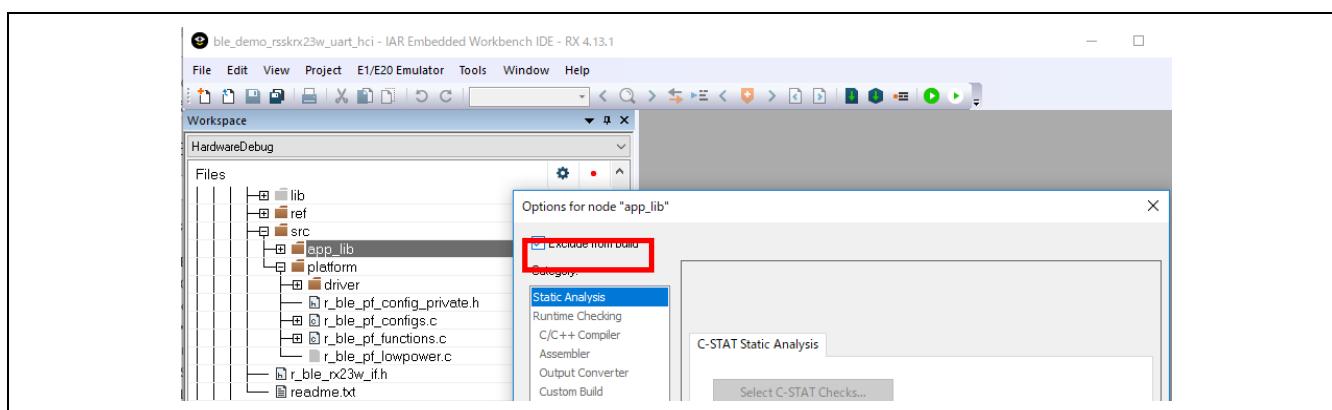 ble_demo_rsskrx23w_uart_hci - IAR Embedded Workbench IDE - RX 4.13.1
File Edit View Project E1/E20 Emulator Tools Window Help
Workspace
HardwareDebug
Files
lib
ref
src
app_lib
platform
driver
r_ble_pf_config_private.h
r_ble_pf_configs.c
r_ble_pf_functions.c
r_ble_pf_lowpower.c
r_ble_rx23w_if.h
readme.txt
Options for node "app_lib"
Exclude from build
Category:
Static Analysis
Runtime Checking
C/C++ Compiler
Assembler
Output Converter
Custom Build
C-STAT Static Analysis
Select C-STAT Checks...